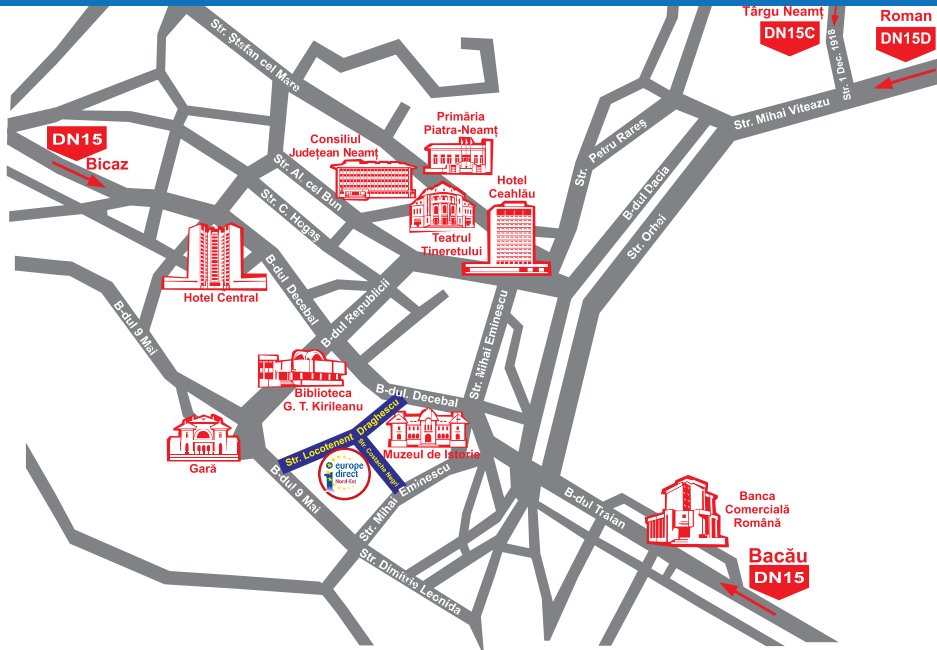 Târgu Neamț
DN15C
Roman
DN15D
Str. 1 Dec. 1918
Str. Mihai Viteazu
Str. Ștefan cel Mare
Primăria
Piatra-Neamț
Consiliul
Județean Neamț
Str. Petru Rareș
DN15
Bicaz
Hotel
Ceahlău
Str. Al. cel Bun
B-dul Dacia
Str. C. Hogaș
Str. Orhei
Teatrul
Tineretului
Hotel Central
B-dul Decebal
B-dul Republicii
B-dul 9 Mai
Str. Mihai Eminescu
Biblioteca
G. T. Kirileanu
B-dul. Decebal
Str. Locotenent Draghescu
Str Costache Negri
Muzeul de Istorie
Gară
europe
direct
Nord-Est
B-dul 9 Mai
Str. Mihai Eminescu
B-dul Traian
Banca
Comercială
Română
Str. Dimitrie Leonida
Bacău
DN15